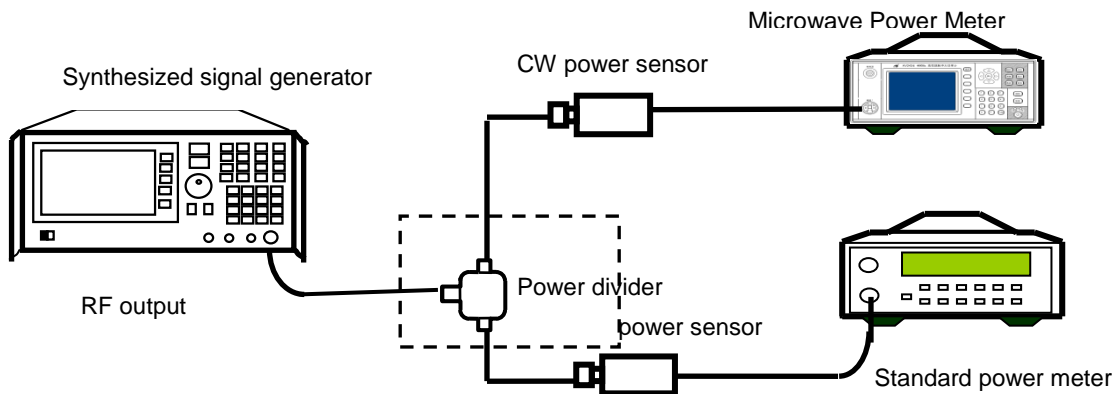 Microwave Power Meter
CW power sensor
Synthesized signal generator
Power divider
RF output
power sensor
Standard power meter